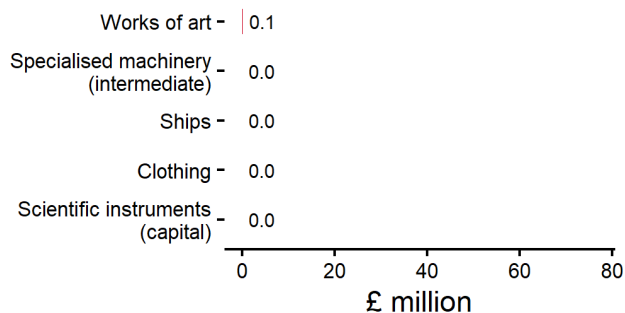 Works of art 0.1
Specialised machinery
(intermediate) 0.0
Ships 0.0
Clothing 0.0
Scientific instruments
(capital) 0.0
0 20 40 60 80
£ million